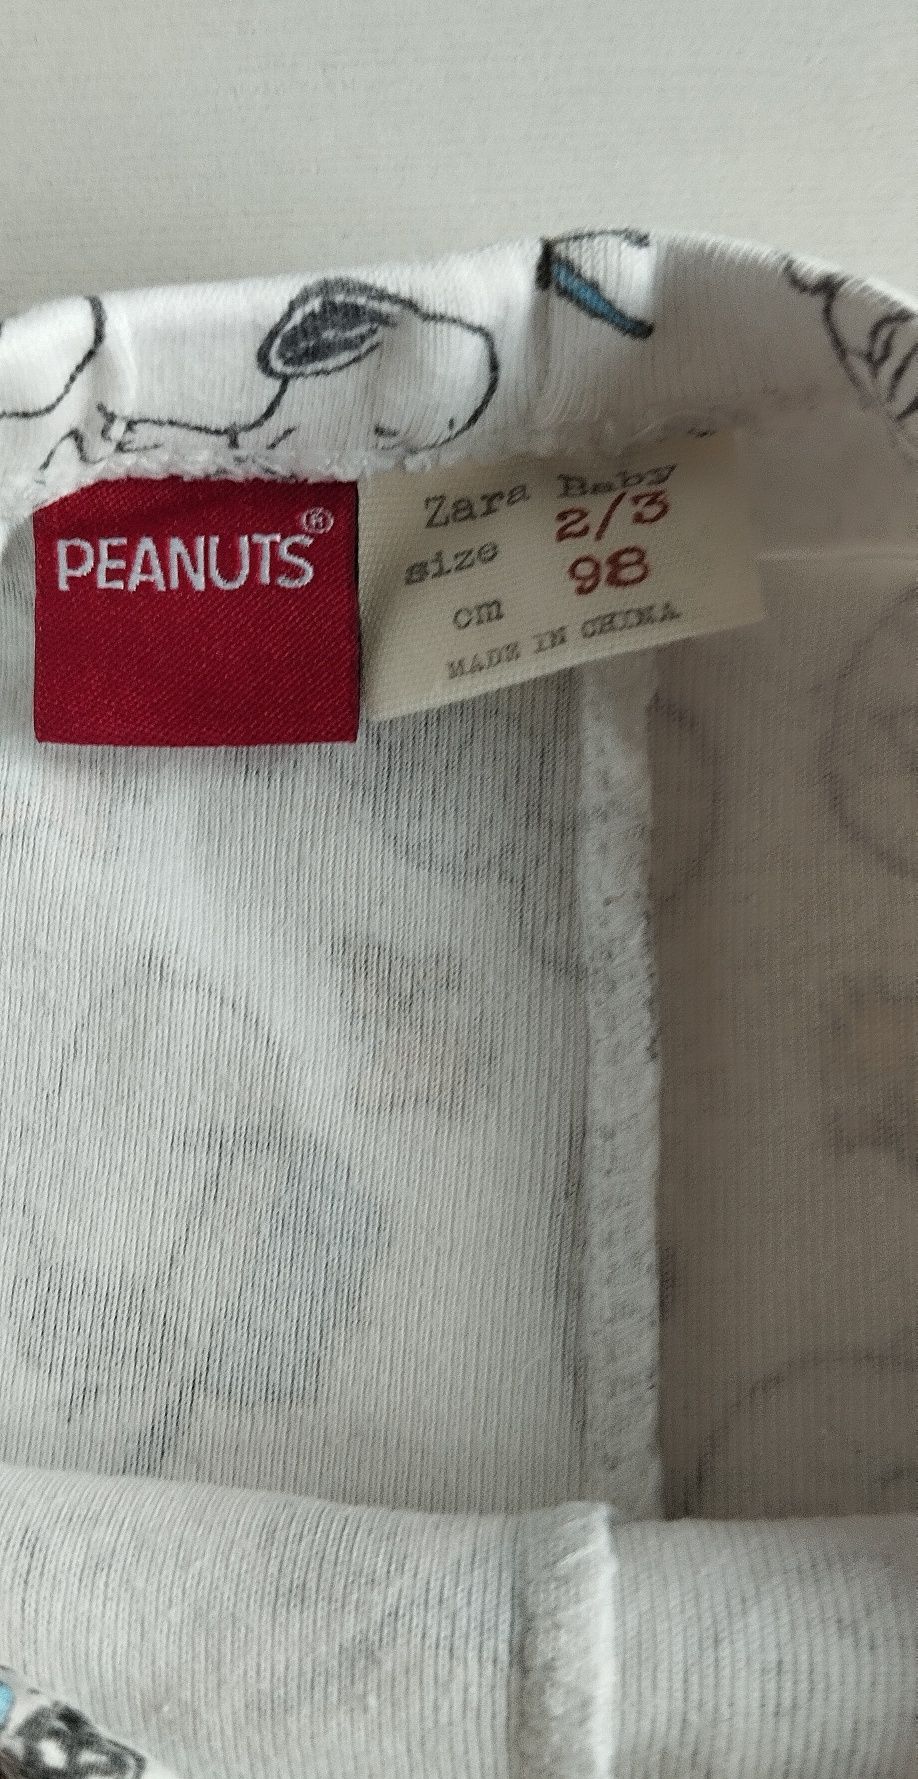 PEANUTS®
Zara Baby
size 2/3
cm 98
MADE IN CHINA